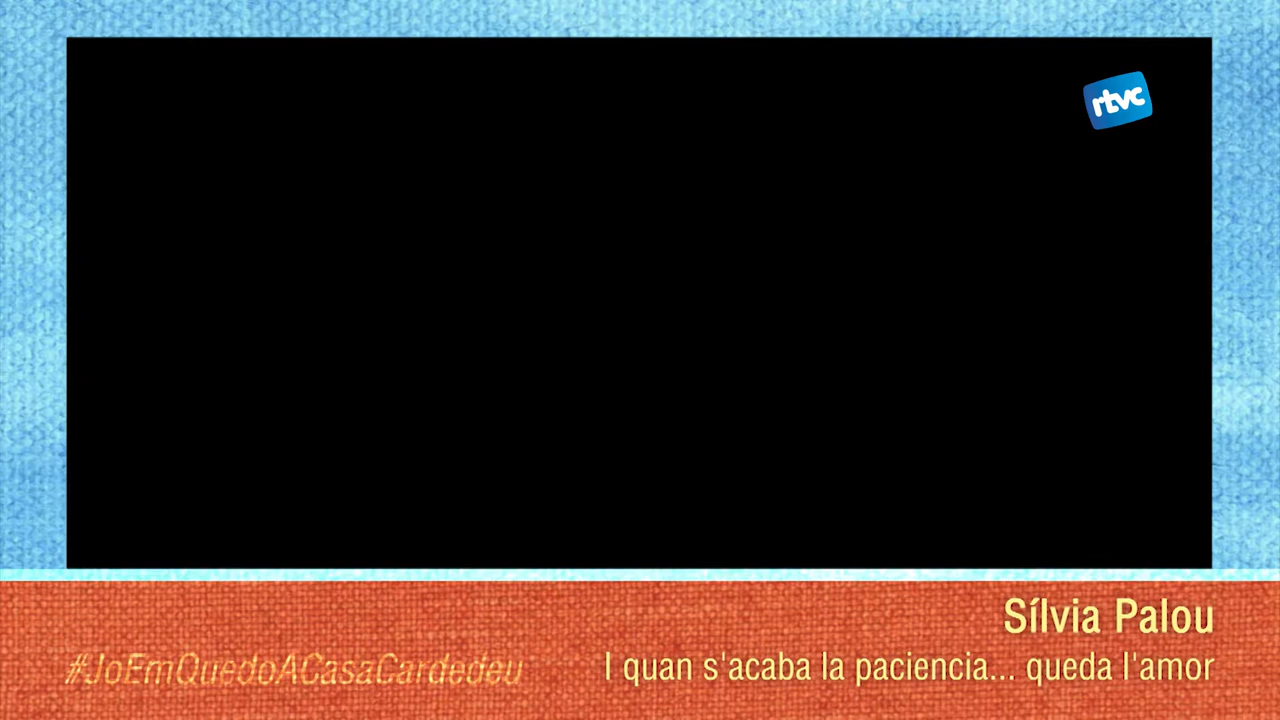 rtvc
Sílvia Palou
#JoEmQuedoACasaCardedeu
I quan s'acaba la paciencia... queda l'amor